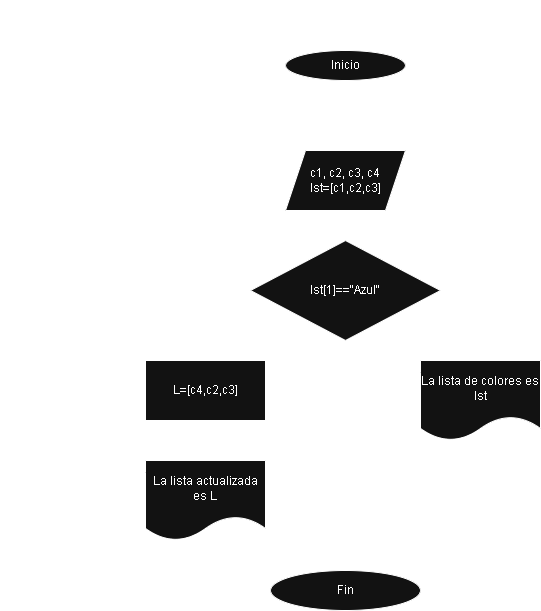 Inicio
c1, c2, c3, c4
lst=[c1,c2,c3]
lst[1]=="Azul"
L=[c4,c2,c3]
La lista de colores es
lst
La lista actualizada
es L
Fin